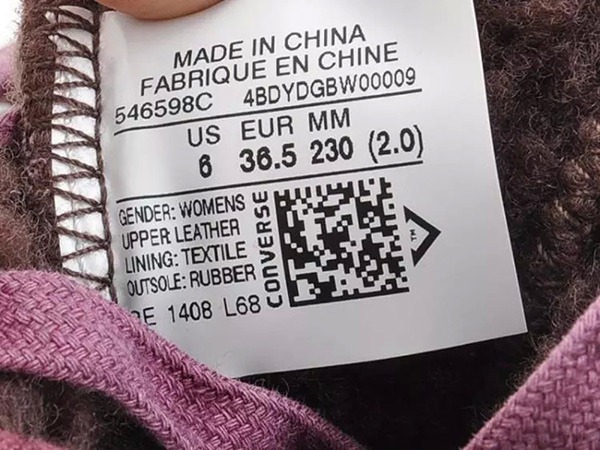 MADE IN CHINA
FABRIQUE EN CHINE
546598C 4BDYDGBW00009
US EUR MM
6 36.5 230 (2.0)
GENDER: WOMENS
UPPER LEATHER
LINING: TEXTILE
OUTSOLE: RUBBER
1408 L68
CONVERSE
TM